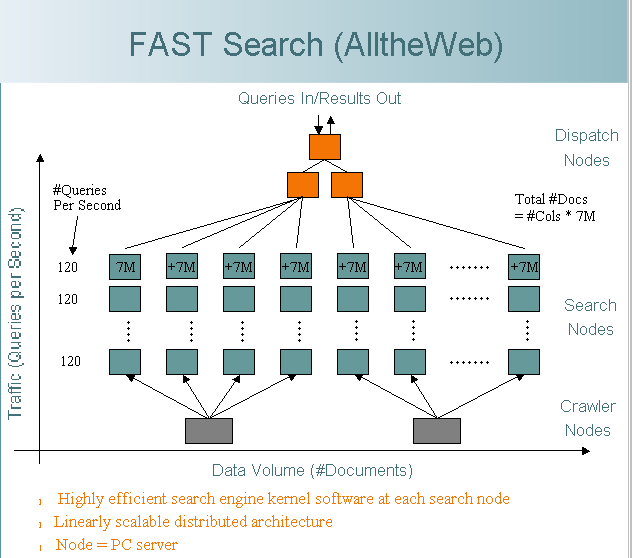 FAST Search (AlltheWeb)
Queries In/Results Out
Dispatch
Nodes
#Queries
Per Second
Total #Docs
= #Cols * 7M
120 7M +7M +7M +7M +7M +7M ....... +7M
120
Search
Nodes
120
Crawler
Nodes
Traffic (Queries per Second)
Data Volume (#Documents)
ı Highly efficient search engine kernel software at each search node
ı Linearly scalable distributed architecture
ı Node = PC server